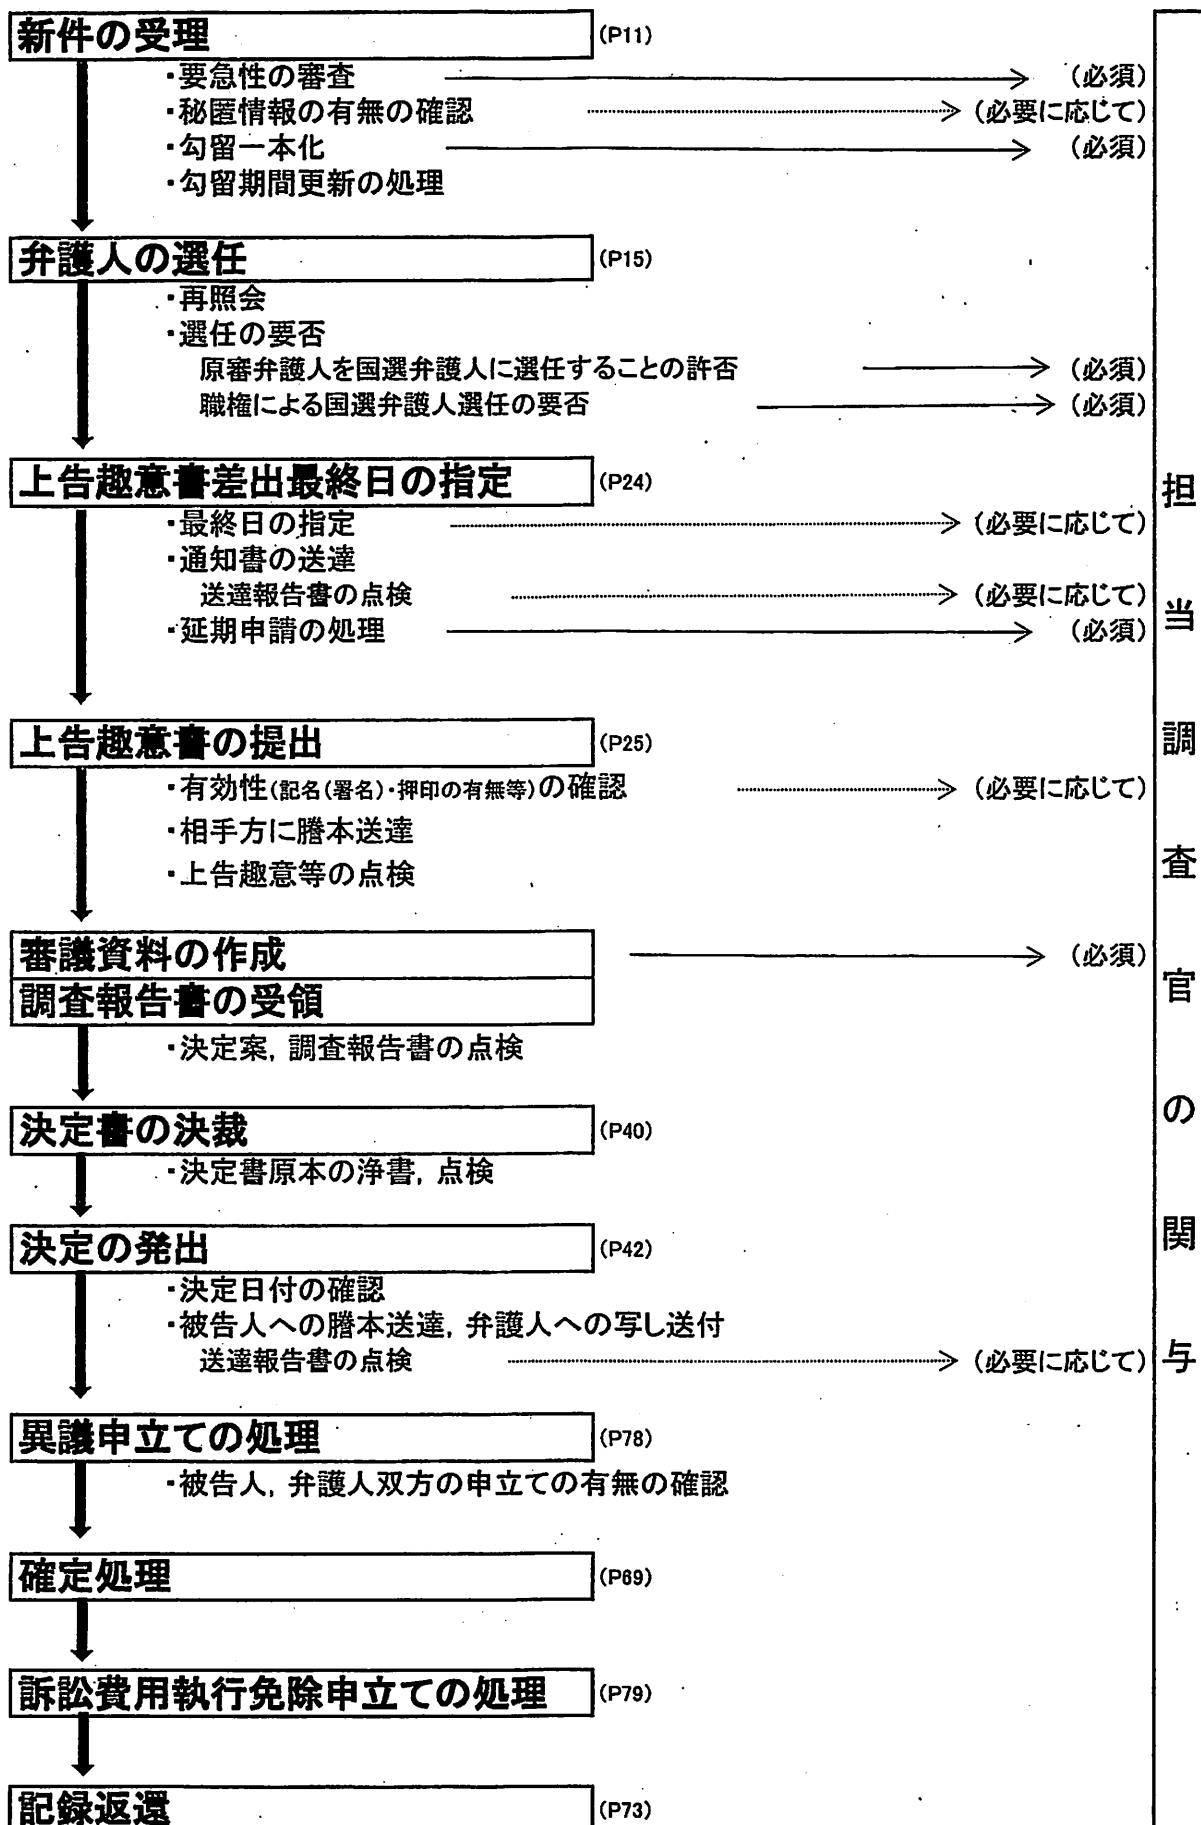 新件の受理 (P11)
・要急性の審査 (必須)
・秘匿情報の有無の確認 (必要に応じて)
・勾留一本化 (必須)
・勾留期間更新の処理
弁護人の選任 (P15)
・再照会
・選任の要否
原審弁護人を国選弁護人に選任することの許否 (必須)
職権による国選弁護人選任の要否 (必須)
上告趣意書差出最終日の指定 (P24)
・最終日の指定 (必要に応じて)
・通知書の送達
送達報告書の点検 (必要に応じて)
・延期申請の処理 (必須)
上告趣意書の提出 (P25)
・有効性(記名(署名)・押印の有無等)の確認 (必要に応じて)
・相手方に謄本送達
・上告趣意等の点検
審議資料の作成 (必須)
調査報告書の受領
・決定案, 調査報告書の点検
決定書の決裁 (P40)
・決定書原本の浄書, 点検
決定の発出 (P42)
・決定日付の確認
・被告人への謄本送達, 弁護人への写し送付
送達報告書の点検 (必要に応じて)
異議申立ての処理 (P78)
・被告人, 弁護人双方の申立ての有無の確認
確定処理 (P69)
訴訟費用執行免除申立ての処理 (P79)
記録返還 (P73)
担当調査官の関与